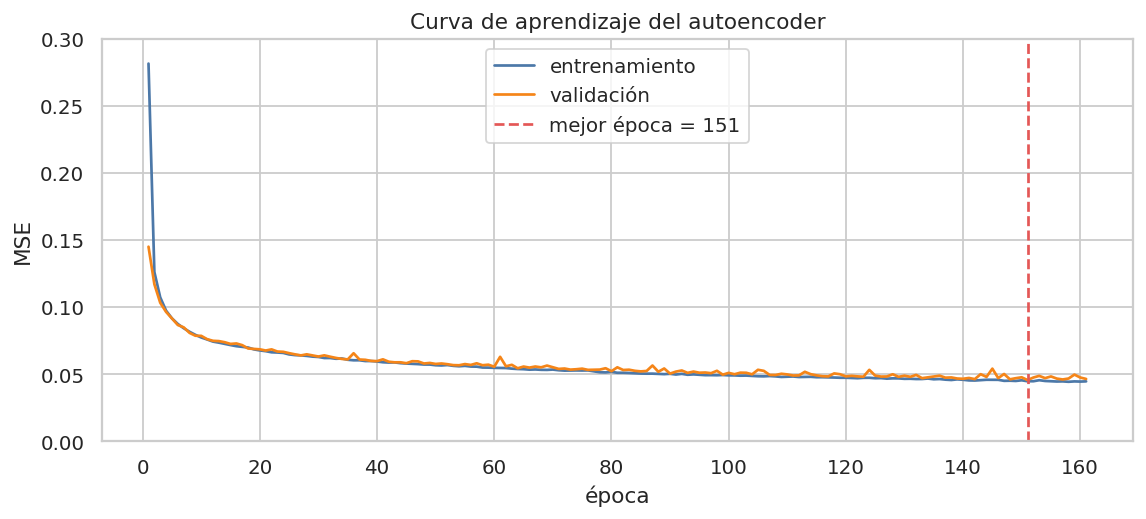 Curva de aprendizaje del autoencoder
0.30
0.25
0.20
0.15
0.10
0.05
0.00
MSE
entrenamiento
validación
mejor época = 151
0 20 40 60 80 100 120 140 160
época